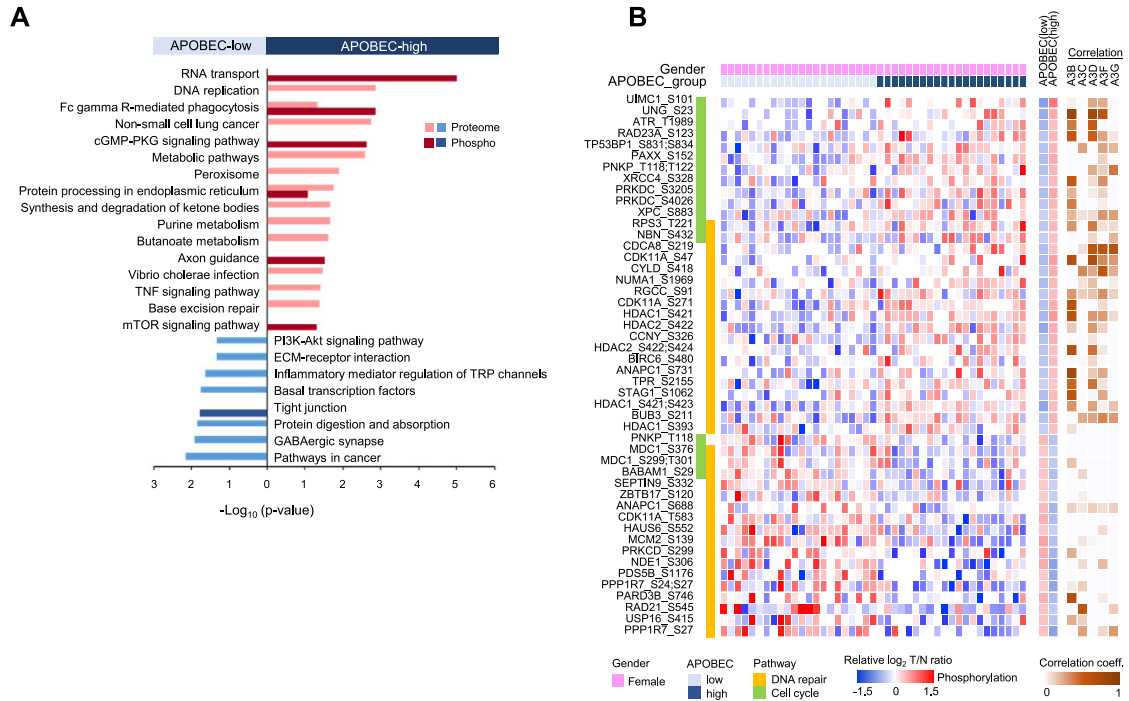 A
APOBEC-low
APOBEC-high
RNA transport
DNA replication
Fc gamma R-mediated phagocytosis
Non-small cell lung cancer
cGMP-PKG signaling pathway
Metabolic pathways
Peroxisome
Protein processing in endoplasmic reticulum
Synthesis and degradation of ketone bodies
Purine metabolism
Butanoate metabolism
Axon guidance
Vibrio cholerae infection
TNF signaling pathway
Base excision repair
mTOR signaling pathway
PI3K-Akt signaling pathway
ECM-receptor interaction
Inflammatory mediator regulation of TRP channels
Basal transcription factors
Tight junction
Protein digestion and absorption
GABAergic synapse
Pathways in cancer
Proteome
Phospho
3 2 1 0 1 2 3 4 5 6
-Log10 (p-value)
B
Gender
APOBEC_group
APOBEC(low)
APOBEC(high)
Correlation
A3B
A3C
A3D
A3F
A3G
UIMC1_S101
UNG_S23
ATR_T1989
RAD23A_S123
TP53BP1_S831;S834
PAXX_S152
PNKP_T118;T122
XRCC4_S328
PRKDC_S3205
PRKDC_S4026
XPC_S883
RPS3_T221
NBN_S432
CDCA8_S219
CDK11A_S47
CYLD_S418
NUMA1_S1969
RGCC_S91
CDK11A_S271
HDAC1_S421
HDAC2_S422
CCNY_S326
HDAC2_S422;S424
BIRC6_S480
ANAPC1_S731
TPR_S2155
STAG1_S1062
HDAC1_S421;S423
BUB3_S211
HDAC1_S393
PNKP_T118
MDC1_S376
MDC1_S299;T301
BABAM1_S29
SEPTIN9_S332
ZBTB17_S120
ANAPC1_S688
CDK11A_T583
HAUS6_S552
MCM2_S139
PRKCD_S299
NDE1_S306
PDS5B_S1176
PPP1R7_S24;S27
PARD3B_S746
RAD21_S545
USP16_S415
PPP1R7_S27
Gender
Female
APOBEC
low
high
Pathway
DNA repair
Cell cycle
Relative log2 T/N ratio
Phosphorylation
-1.5 0 1.5
Correlation coeff.
0 1